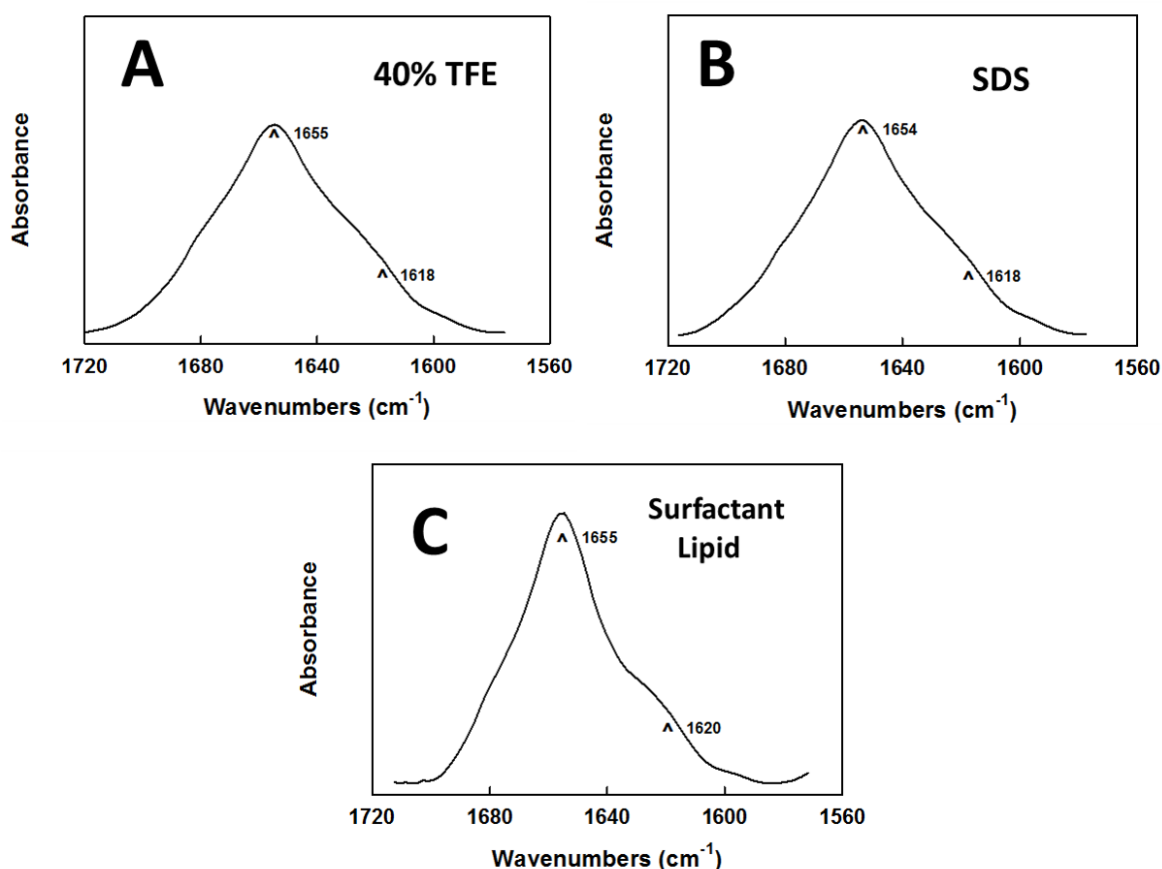 A
40% TFE
^ 1655
^ 1618
Absorbance
1720 1680 1640 1600 1560
Wavenumbers (cm⁻¹)
B
SDS
^ 1654
^ 1618
Absorbance
1720 1680 1640 1600 1560
Wavenumbers (cm⁻¹)
C
Surfactant
Lipid
^ 1655
^ 1620
Absorbance
1720 1680 1640 1600 1560
Wavenumbers (cm⁻¹)